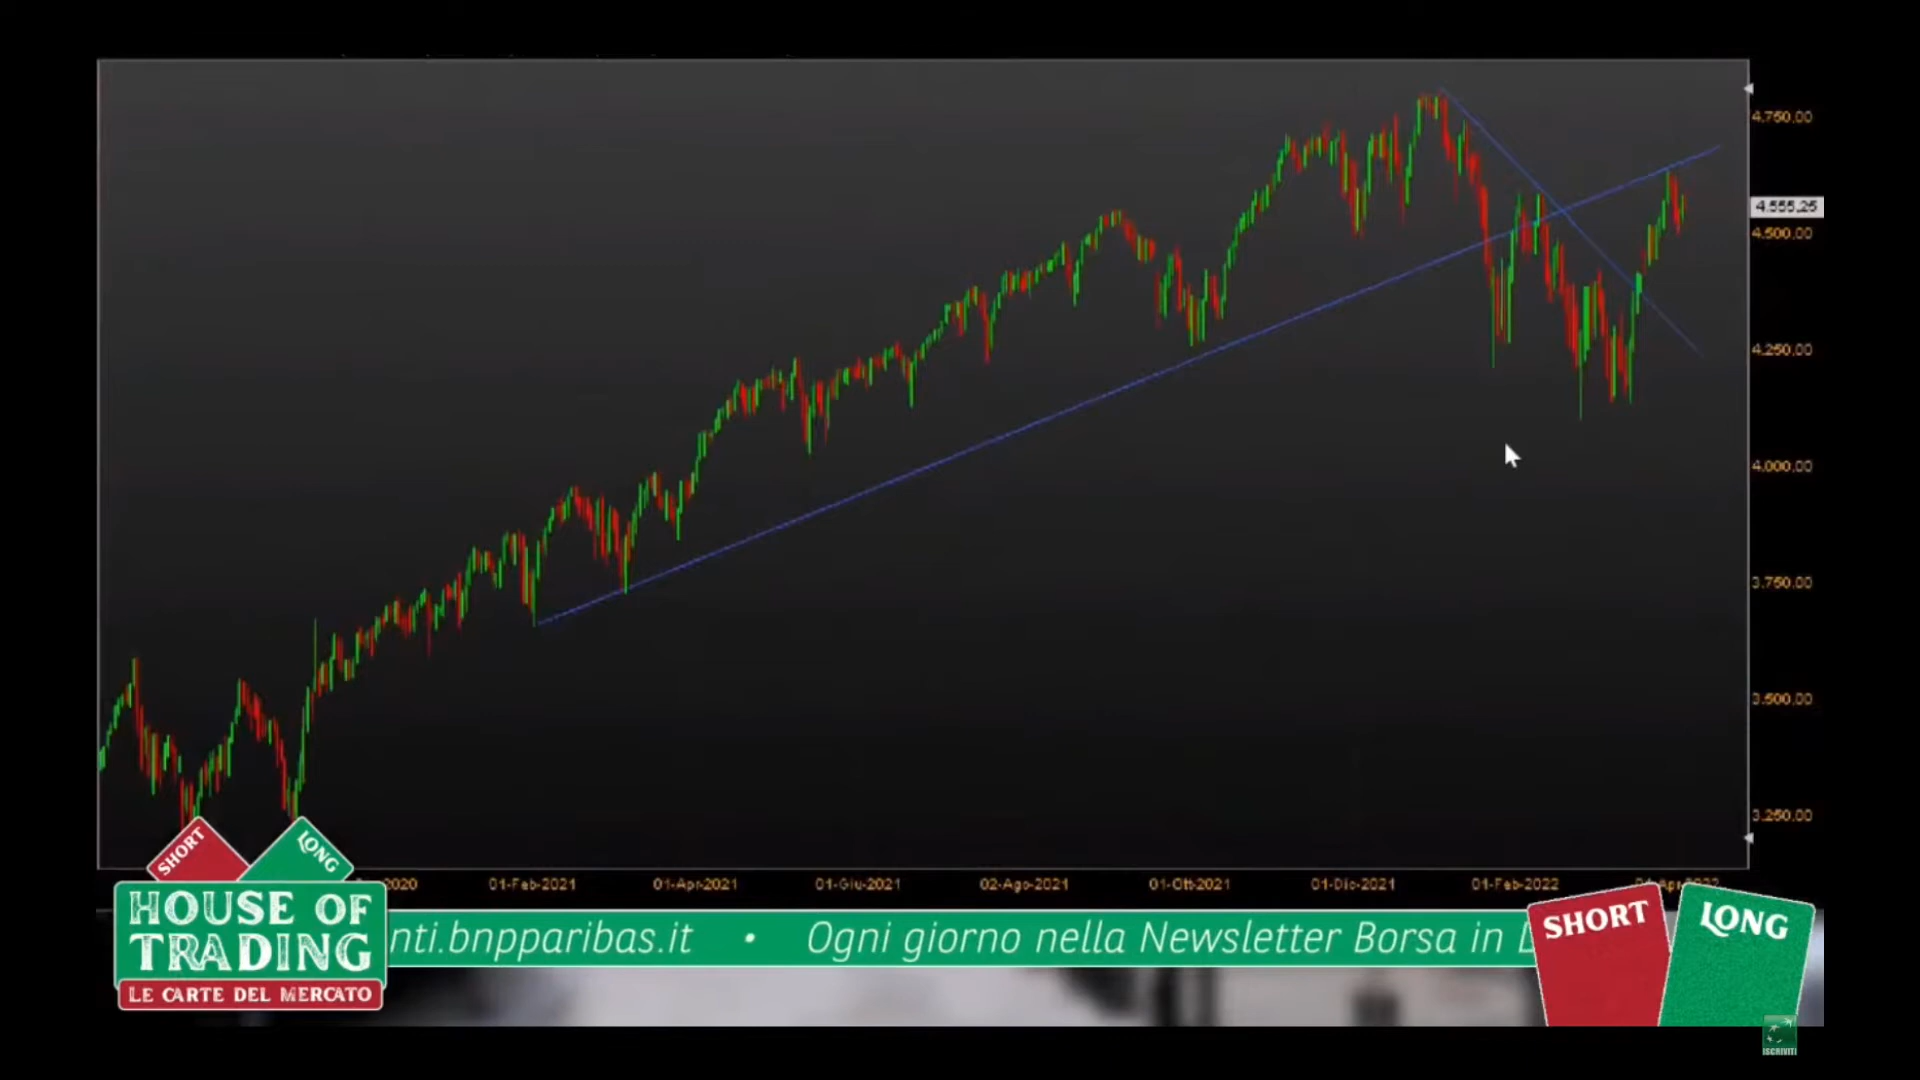 4.750,00
4.555,25
4.500,00
4.250,00
4.000,00
3.750,00
3.500,00
3.250,00
2020
01-Feb-2021
01-Apr-2021
01-Giu-2021
02-Ago-2021
01-Ott-2021
01-Dic-2021
01-Feb-2022
SHORT
LONG
HOUSE OF
TRADING
LE CARTE DEL MERCATO
nti.bnpparibas.it • Ogni giorno nella Newsletter Borsa in
SHORT
LONG
ISCRIVITI